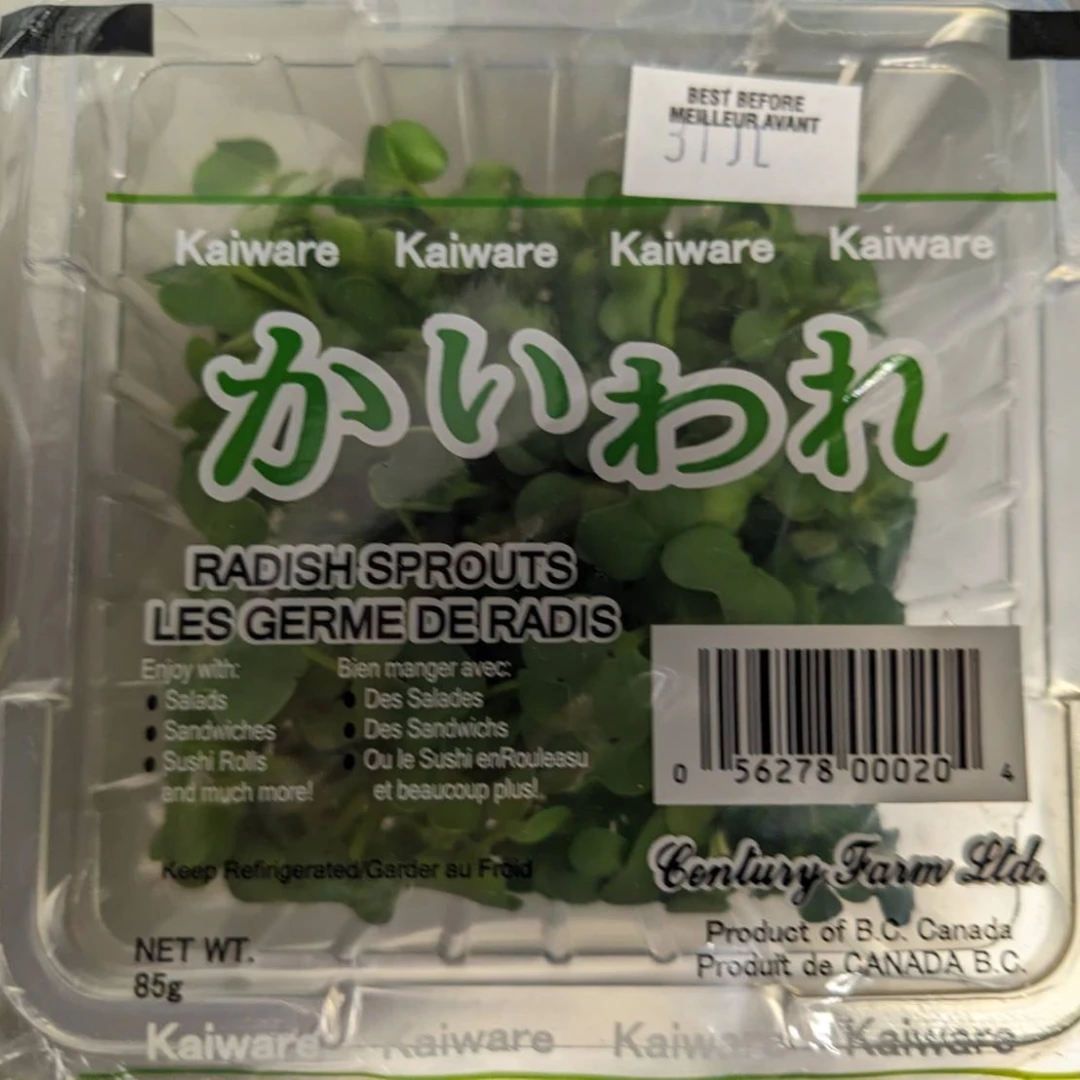 BEST BEFORE
MEILLEUR AVANT
31JL
Kaiware Kaiware Kaiware Kaiware
かいわれ
RADISH SPROUTS
LES GERME DE RADIS
Enjoy with:
• Salads
• Sandwiches
• Sushi Rolls
and much more!
Bien manger avec:
• Des Salades
• Des Sandwichs
• Ou le Sushi enRouleasu
et beaucoup plus!
0 56278 00020 4
Keep Refrigerated/Garder au Froid
Century Farm Ltd.
Product of B.C. Canada
Produit de CANADA B.C.
NET WT.
85g
Kaiware Kaiware Kaiware Kaiware